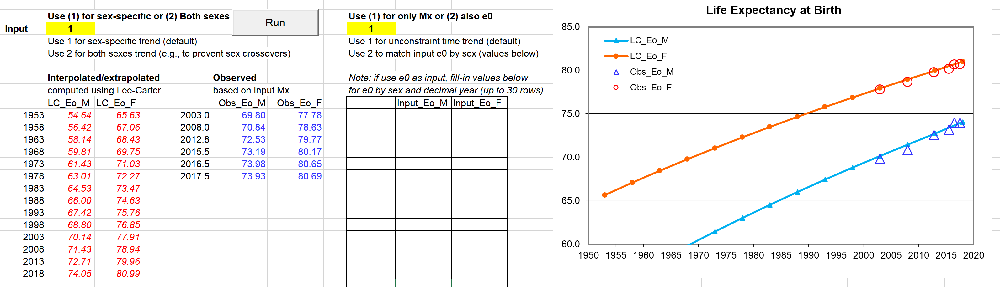 Use (1) for sex-specific or (2) Both sexes
Run
Use (1) for only Mx or (2) also e0
Input 1 1
Use 1 for sex-specific trend (default) Use 1 for unconstraint time trend (default)
Use 2 for both sexes trend (e.g., to prevent sex crossovers) Use 2 to match input e0 by sex (values below)
Interpolated/extrapolated Observed Note: if use e0 as input, fill-in values below
computed using Lee-Carter based on input Mx for e0 by sex and decimal year (up to 30 rows)
LC_Eo_M LC_Eo_F Obs_Eo_M Obs_Eo_F Input_Eo_M Input_Eo_F
1953 54.64 65.63 2003.0 69.80 77.78
1958 56.42 67.06 2008.0 70.84 78.63
1963 58.14 68.43 2012.8 72.53 79.77
1968 59.81 69.75 2015.5 73.19 80.17
1973 61.43 71.03 2016.5 73.98 80.65
1978 63.01 72.27 2017.5 73.93 80.69
1983 64.53 73.47
1988 66.00 74.63
1993 67.42 75.76
1998 68.80 76.85
2003 70.14 77.91
2008 71.43 78.94
2013 72.71 79.96
2018 74.05 80.99
Life Expectancy at Birth
85.0
80.0
75.0
70.0
65.0
60.0
LC_Eo_M
LC_Eo_F
Obs_Eo_M
Obs_Eo_F
1950 1955 1960 1965 1970 1975 1980 1985 1990 1995 2000 2005 2010 2015 2020